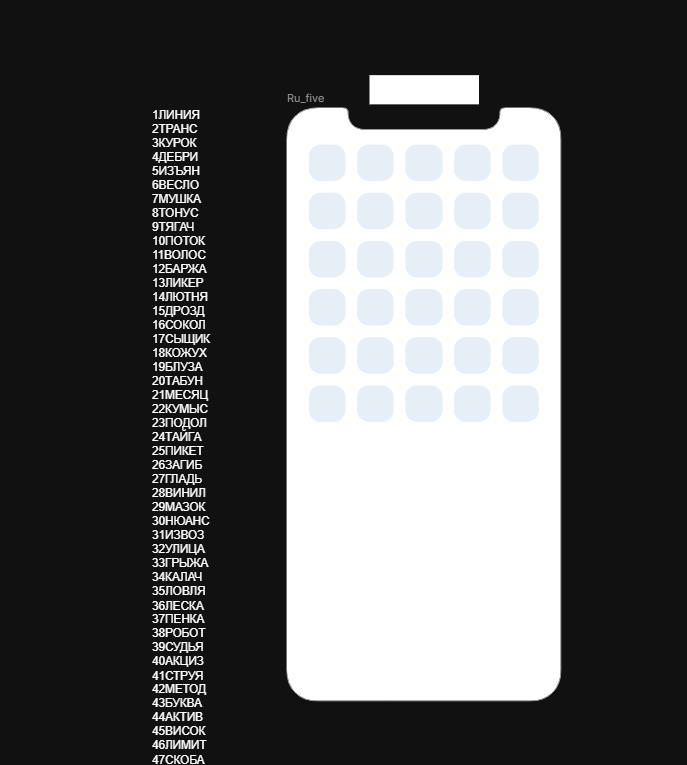 Ru_five
1ЛИНИЯ
2ТРАНС
3КУРОК
4ДЕБРИ
5ИЗЪЯН
6ВЕСЛО
7МУШКА
8ТОНУС
9ТЯГАЧ
10ПОТОК
11ВОЛОС
12БАРЖА
13ЛИКЕР
14ЛЮТНЯ
15ДРОЗД
16СОКОЛ
17СЫЩИК
18КОЖУХ
19БЛУЗА
20ТАБУН
21МЕСЯЦ
22КУМЫС
23ПОДОЛ
24ТАЙГА
25ПИКЕТ
26ЗАГИБ
27ГЛАДЬ
28ВИНИЛ
29МАЗОК
30НЮАНС
31ИЗВОЗ
32УЛИЦА
33ГРЫЖА
34КАЛАЧ
35ЛОВЛЯ
36ЛЕСКА
37ПЕНКА
38РОБОТ
39СУДЬЯ
40АКЦИЗ
41СТРУЯ
42МЕТОД
43БУКВА
44АКТИВ
45ВИСОК
46ЛИМИТ
47СКОБА